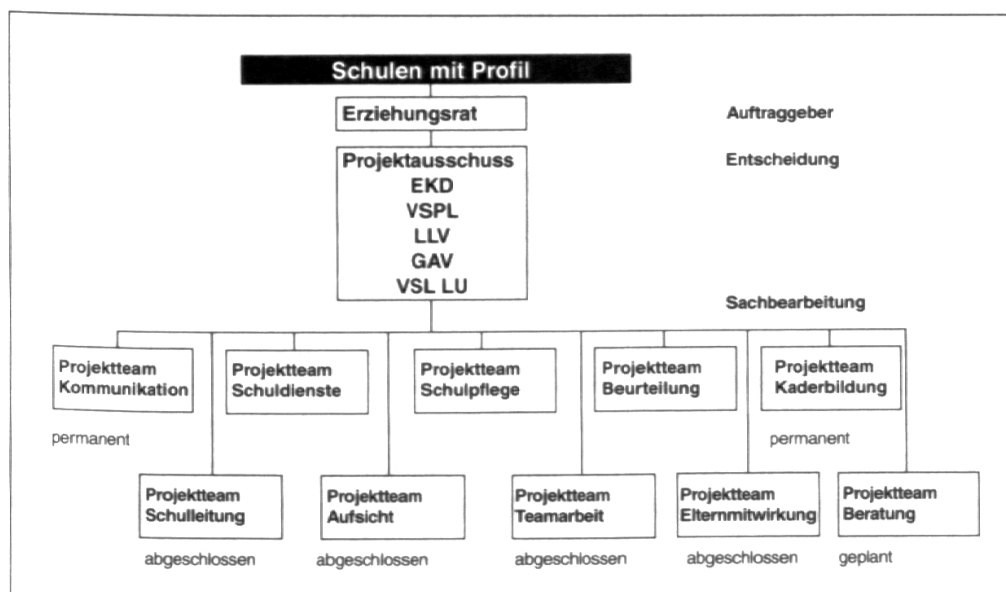 Schulen mit Profil
Erziehungsrat
Auftraggeber
Projektausschuss
Entscheidung
EKD
VSPL
LLV
GAV
VSL LU
Sachbearbeitung
Projektteam
Kommunikation
Projektteam
Schuldienste
Projektteam
Schulpflege
Projektteam
Beurteilung
Projektteam
Kaderbildung
permanent
permanent
Projektteam
Schulleitung
Projektteam
Aufsicht
Projektteam
Teamarbeit
Projektteam
Elternmitwirkung
Projektteam
Beratung
abgeschlossen
abgeschlossen
abgeschlossen
abgeschlossen
geplant